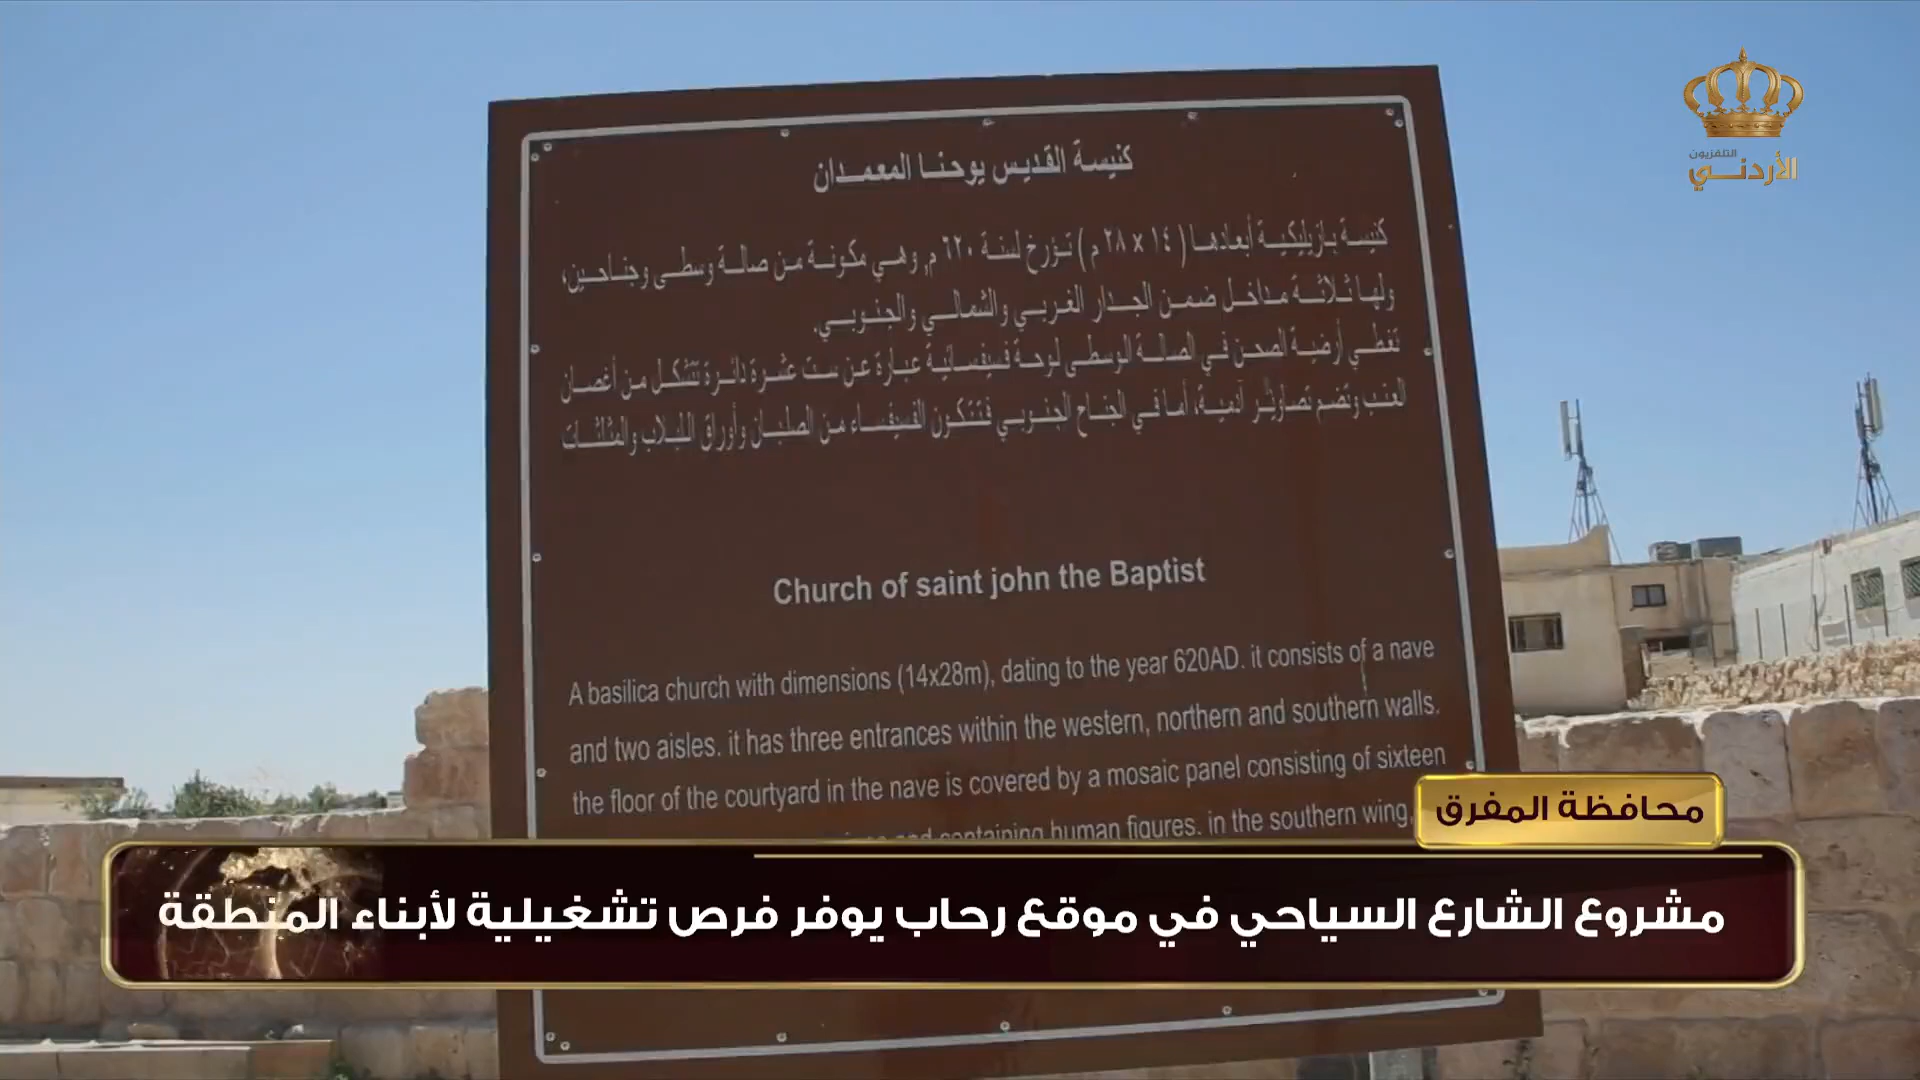 التلفزيون
الأردنــي
كنيسة القديس يوحنا المعمدان
كنيسة بازيليكية أبعادها ( ١٤ × ٢٨ م ) تؤرخ لسنة ٦٢٠ م, وهي مكونة من صالة وسطى وجناحين،
ولها ثلاثة مداخل ضمن الجدار الغربي والشمالي والجنوبي.
تغطي أرضية الصحن في الصالة الوسطى لوحة فسيفسائية عبارة عن ست عشرة دائرة تتشكل من أغصان
العنب وتضم تصاوير آدمية، أما في الجناح الجنوبي فتتكون الفسيفساء من الصلبان وأوراق اللبلاب والمثلثات
Church of saint john the Baptist
A basilica church with dimensions (14x28m), dating to the year 620AD. it consists of a nave
and two aisles. it has three entrances within the western, northern and southern walls.
the floor of the courtyard in the nave is covered by a mosaic panel consisting of sixteen
and containing human figures. in the southern wing,
محافظة المفرق
مشروع الشارع السياحي في موقع رحاب يوفر فرص تشغيلية لأبناء المنطقة